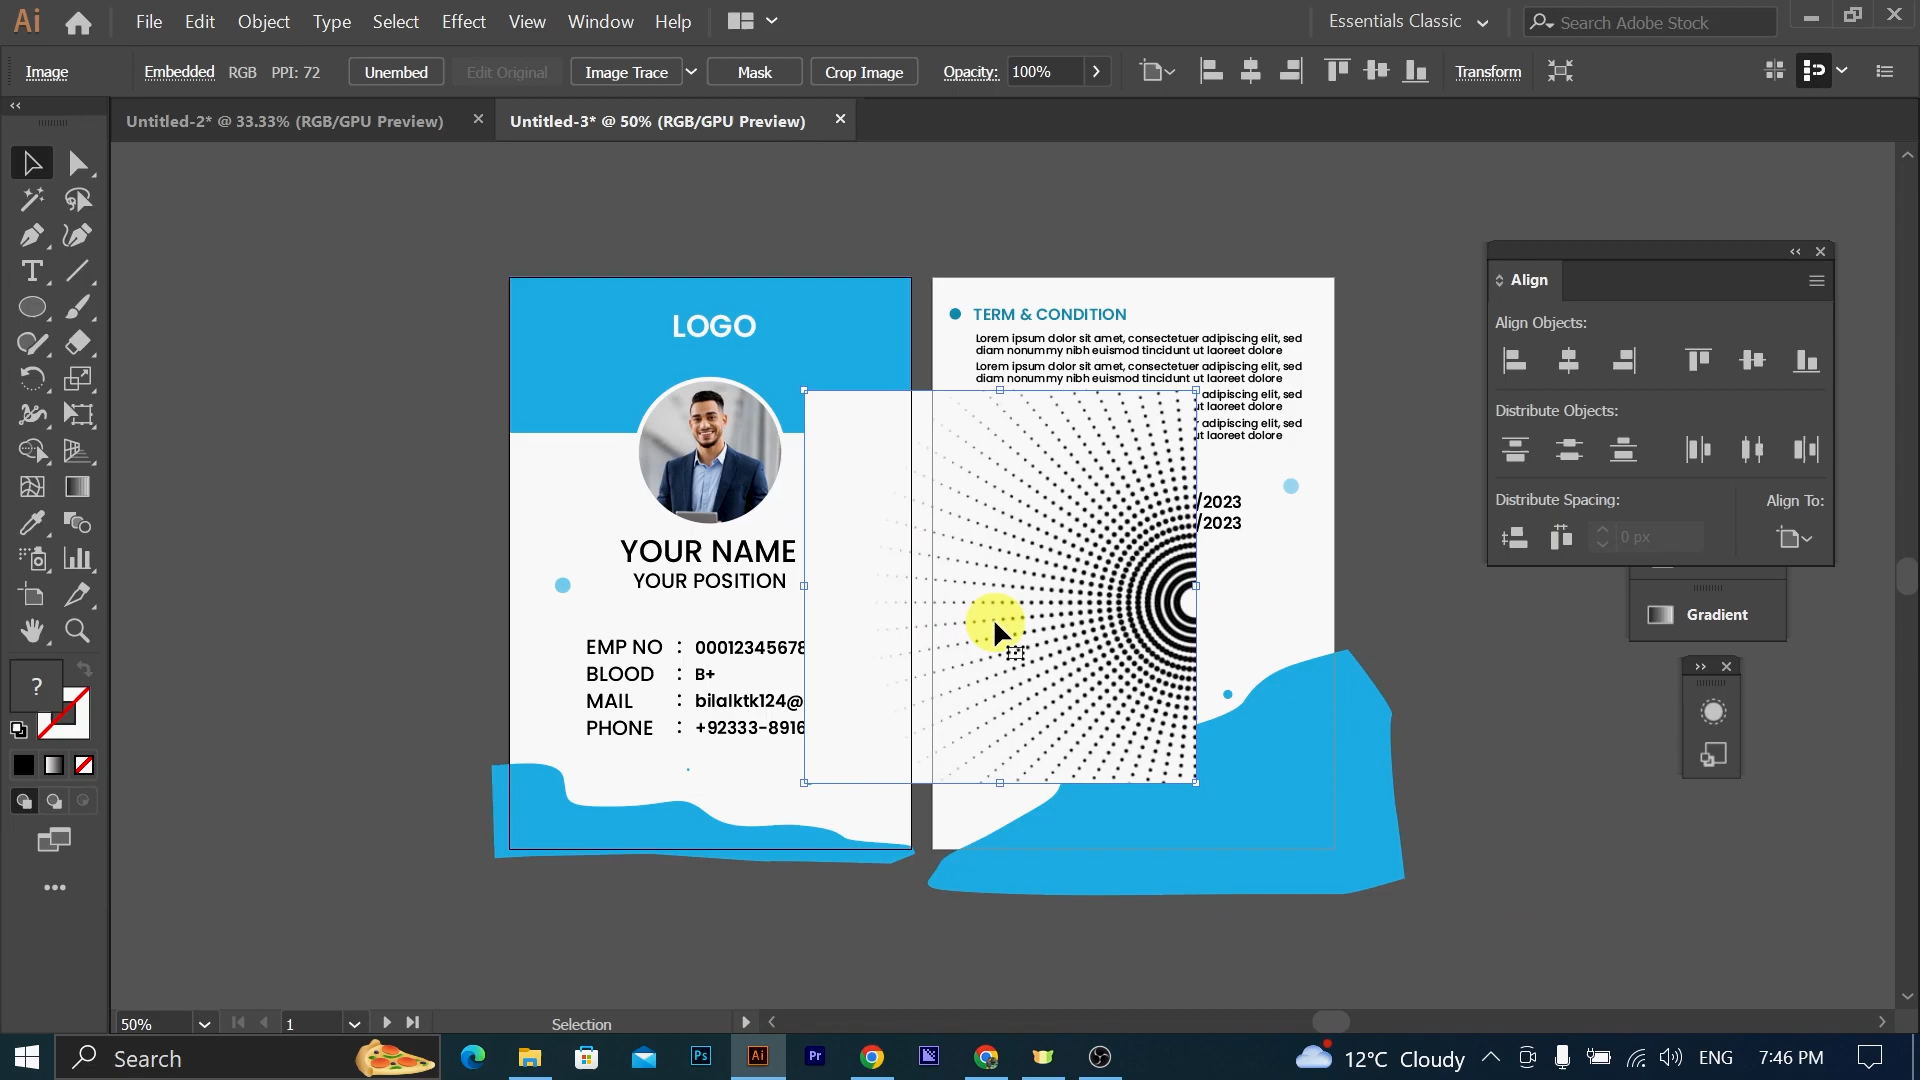 Ai File Edit Object Type Select Effect View Window Help Essentials Classic Search Adobe Stock
Image Embedded RGB PPI: 72 Unembed Edit Original Image Trace Mask Crop Image Opacity: 100% Transform
Untitled-2* @ 33.33% (RGB/GPU Preview) Untitled-3* @ 50% (RGB/GPU Preview)
LOGO
YOUR NAME
YOUR POSITION
EMP NO : 00012345678
BLOOD : B+
MAIL : bilalktk124@
PHONE : +92333-8916
TERM & CONDITION
Lorem ipsum dolor sit amet, consectetuer adipiscing elit, sed
diam nonummy nibh euismod tincidunt ut laoreet dolore
Lorem ipsum dolor sit amet, consectetuer adipiscing elit, sed
diam nonummy nibh euismod tincidunt ut laoreet dolore
adipiscing elit, sed
ut laoreet dolore
adipiscing elit, sed
ut laoreet dolore
/2023
/2023
Align
Align Objects:
Distribute Objects:
Distribute Spacing: Align To:
0 px
Gradient
?
50% 1 Selection
Search Ps Ai Pr 12°C Cloudy ENG 7:46 PM